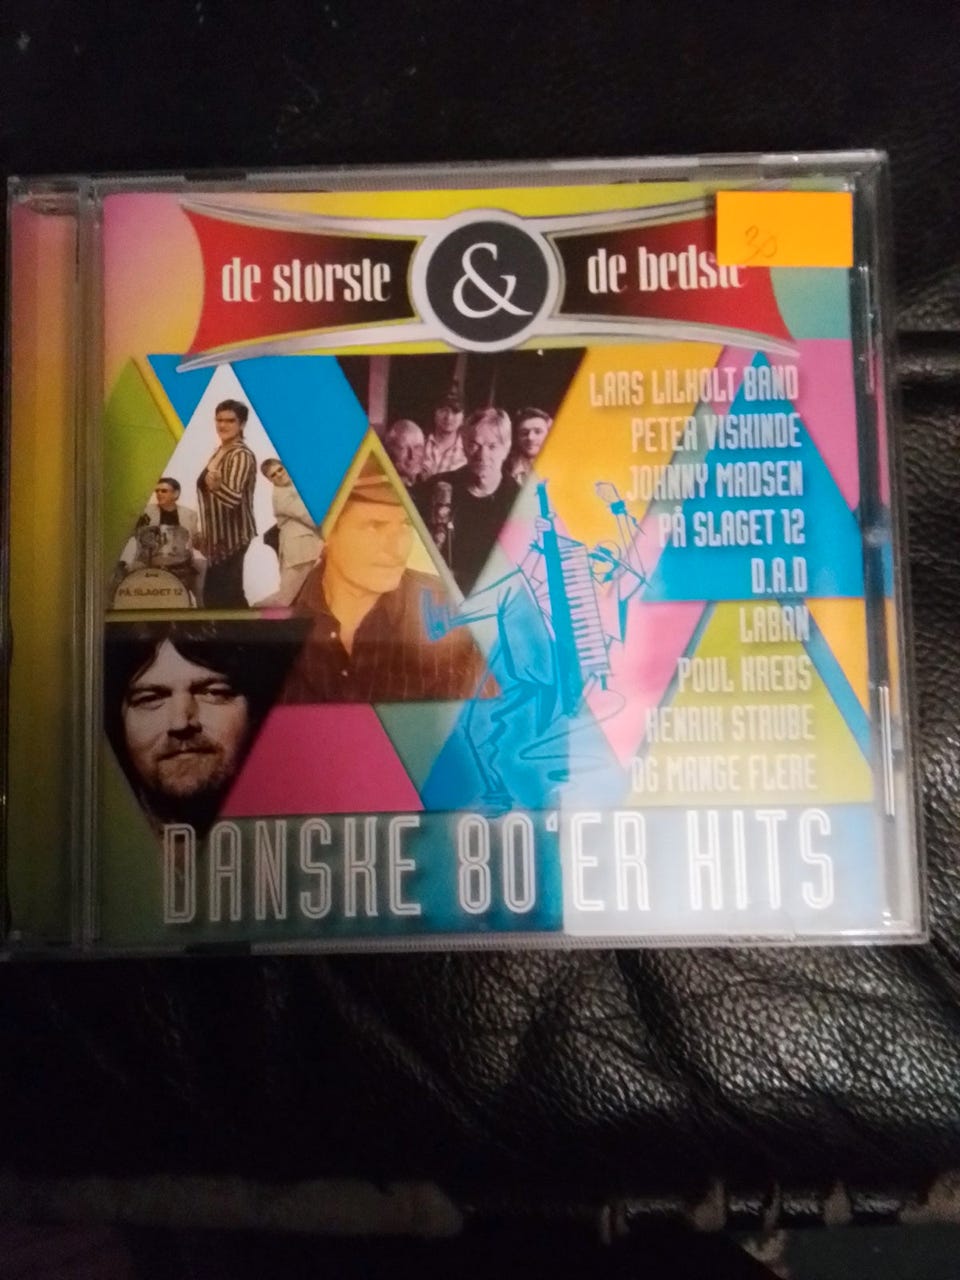 de største & de bedste
30
LARS LILHOLT BAND
PETER VISKINDE
JOHNNY MADSEN
PÅ SLAGET 12
D.A.D
LABAN
POUL KREBS
HENRIK STRUBE
OG MANGE FLERE
PÅ SLAGET 12
DANSKE 80'ER HITS